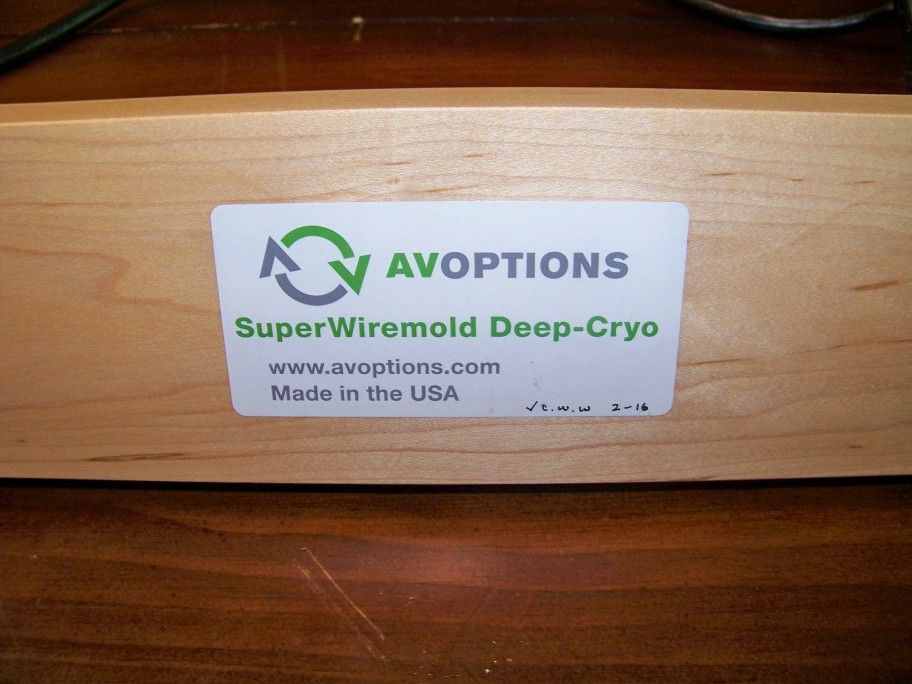 AVOPTIONS
SuperWiremold Deep-Cryo
www.avoptions.com
Made in the USA
√ c.w.w 2-16